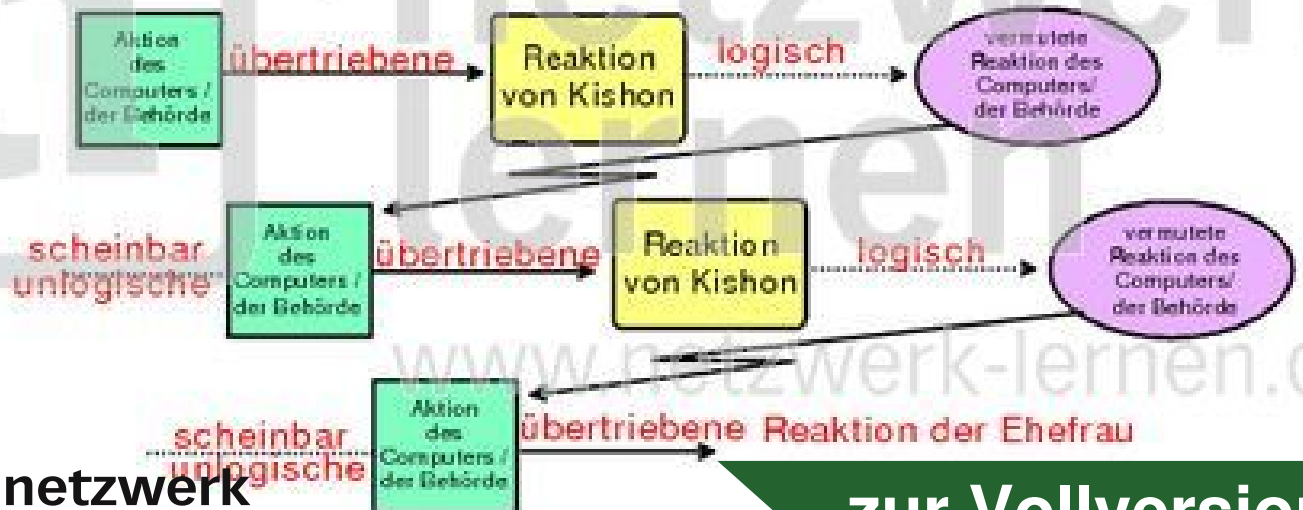 netzwer
lernen
Aktion
des
Computers /
der Behörde
übertriebene
Reaktion
von Kishon
logisch
vermutete
Reaktion des
Computers/
der Behörde
scheinbar
unlogische
Aktion
des
Computers /
der Behörde
übertriebene
Reaktion
von Kishon
logisch
vermutete
Reaktion des
Computers/
der Behörde
www.netzwerk-lernen.
scheinbar
unlogische
Aktion
des
Computers /
der Behörde
übertriebene Reaktion der Ehefrau
netzwerk
zur Vollversion